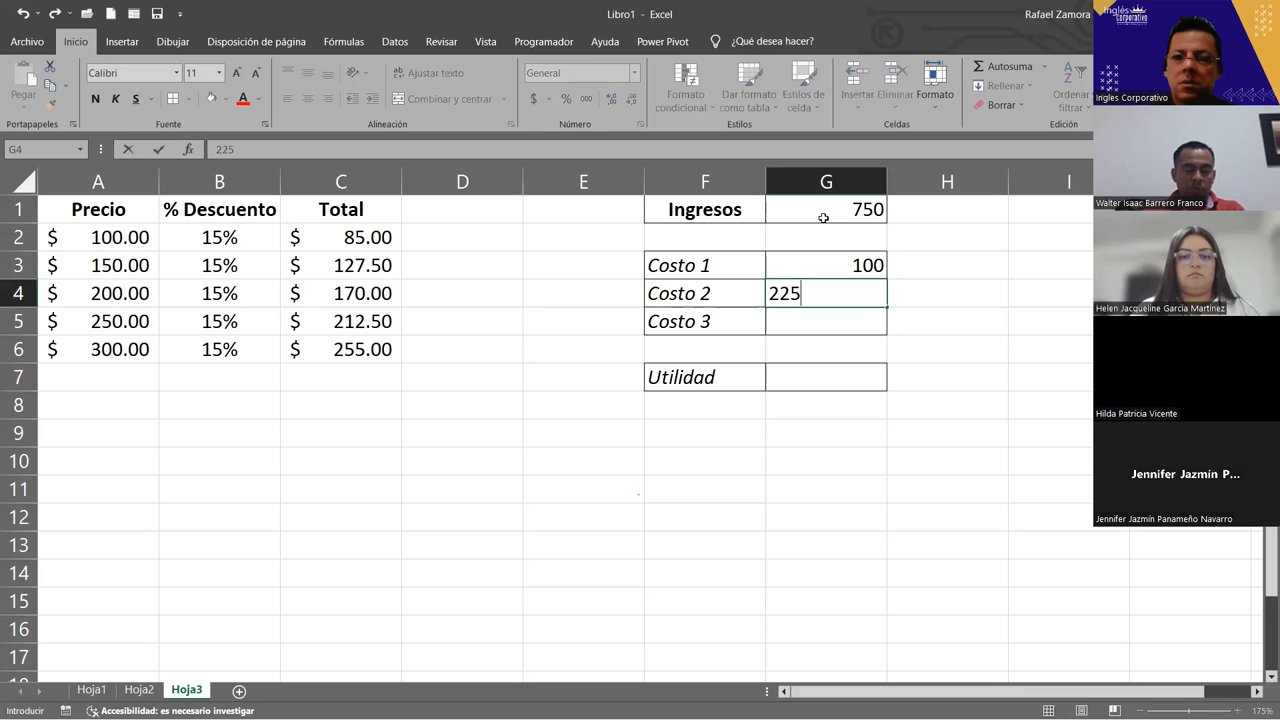 Libro1 - Excel
Rafael Zamora
Archivo Inicio Insertar Dibujar Disposición de página Fórmulas Datos Revisar Vista Programador Ayuda Power Pivot ¿Qué desea hacer?
Pegar
Calibri 11
N K S
Ajustar texto
Combinar y centrar
General
$ % 000
Formato condicional
Dar formato como tabla
Estilos de celda
Insertar Eliminar Formato
Autosuma
Rellenar
Borrar
Ordenar
filtrar
Portapapeles Fuente Alineación Número Estilos Celdas Edición
G4 fx 225
A B C D E F G H I
1 Precio % Descuento Total Ingresos 750
2 $ 100.00 15% $ 85.00
3 $ 150.00 15% $ 127.50 Costo 1 100
4 $ 200.00 15% $ 170.00 Costo 2 225
5 $ 250.00 15% $ 212.50 Costo 3
6 $ 300.00 15% $ 255.00
7 Utilidad
8
9
10
11
12
13
14
15
16
17
Hoja1 Hoja2 Hoja3
Introducir Accesibilidad: es necesario investigar 175%
Inglés Corporativo
Ingles Corporativo
Walter Isaac Barrero Franco
Helen Jacqueline Garcia Martinez
Hilda Patricia Vicente
Jennifer Jazmín P...
Jennifer Jazmín Panameño Navarro